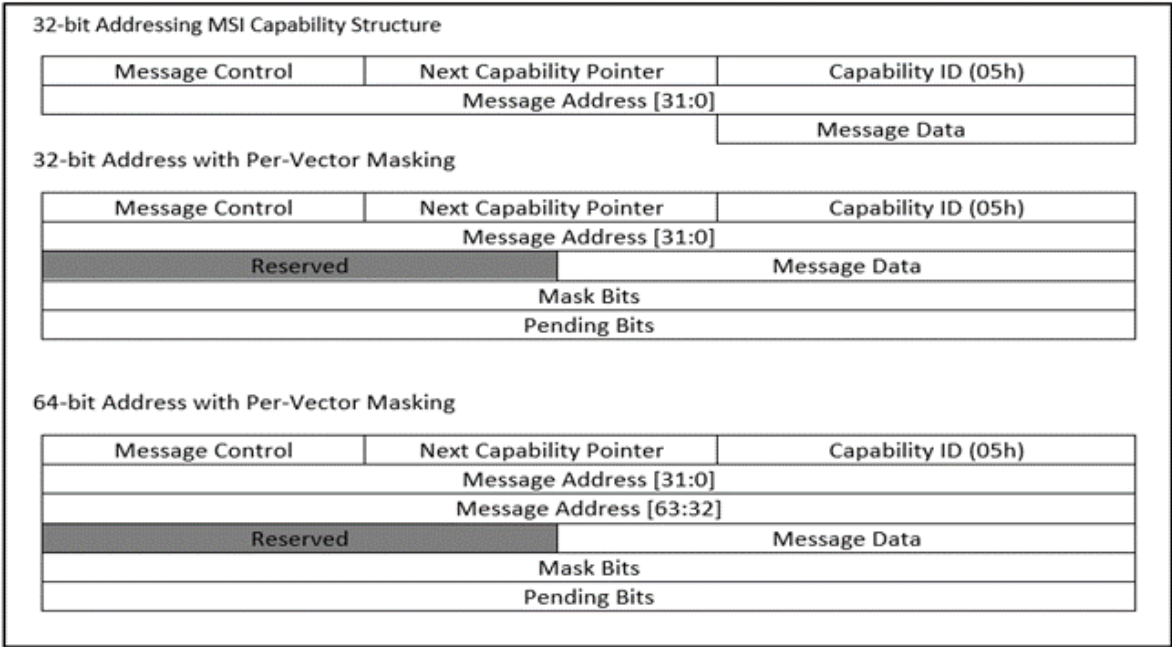 32-bit Addressing MSI Capability Structure
Message Control Next Capability Pointer Capability ID (05h)
Message Address [31:0]
Message Data
32-bit Address with Per-Vector Masking
Message Control Next Capability Pointer Capability ID (05h)
Message Address [31:0]
Reserved Message Data
Mask Bits
Pending Bits
64-bit Address with Per-Vector Masking
Message Control Next Capability Pointer Capability ID (05h)
Message Address [31:0]
Message Address [63:32]
Reserved Message Data
Mask Bits
Pending Bits